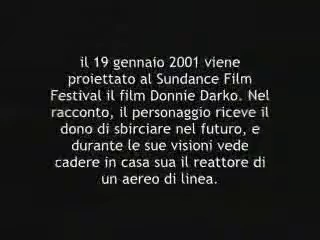 il 19 gennaio 2001 viene
proiettato al Sundance Film
Festival il film Donnie Darko. Nel
racconto, il personaggio riceve il
dono di sbirciare nel futuro, e
durante le sue visioni vede
cadere in casa sua il reattore di
un aereo di linea.